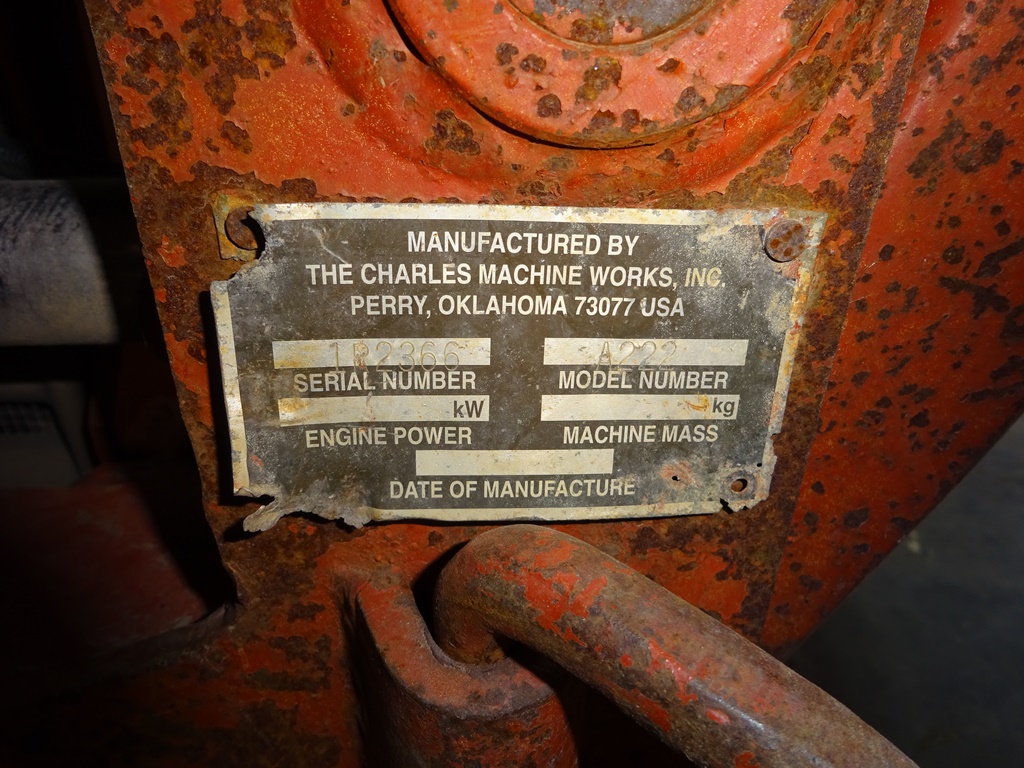 MANUFACTURED BY
THE CHARLES MACHINE WORKS, INC.
PERRY, OKLAHOMA 73077 USA
1R2366 A222
SERIAL NUMBER MODEL NUMBER
kW kg
ENGINE POWER MACHINE MASS
DATE OF MANUFACTURE